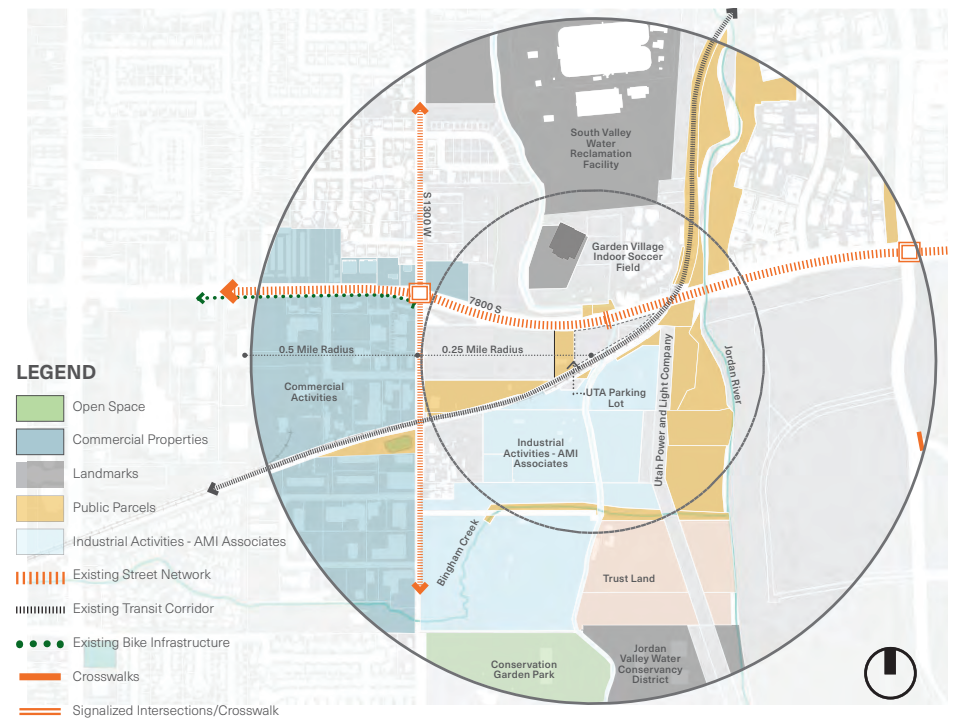 South Valley
Water
Reclamation
Facility
S 1300 W
Garden Village
Indoor Soccer
Field
7800 S
0.5 Mile Radius
0.25 Mile Radius
Commercial
Activities
UTA Parking
Lot
Utah Power and Light Company
Jordan River
Industrial
Activities - AMI
Associates
Bingham Creek
Trust Land
Conservation
Garden Park
Jordan
Valley Water
Conservancy
District
LEGEND
Open Space
Commercial Properties
Landmarks
Public Parcels
Industrial Activities - AMI Associates
Existing Street Network
Existing Transit Corridor
Existing Bike Infrastructure
Crosswalks
Signalized Intersections/Crosswalk